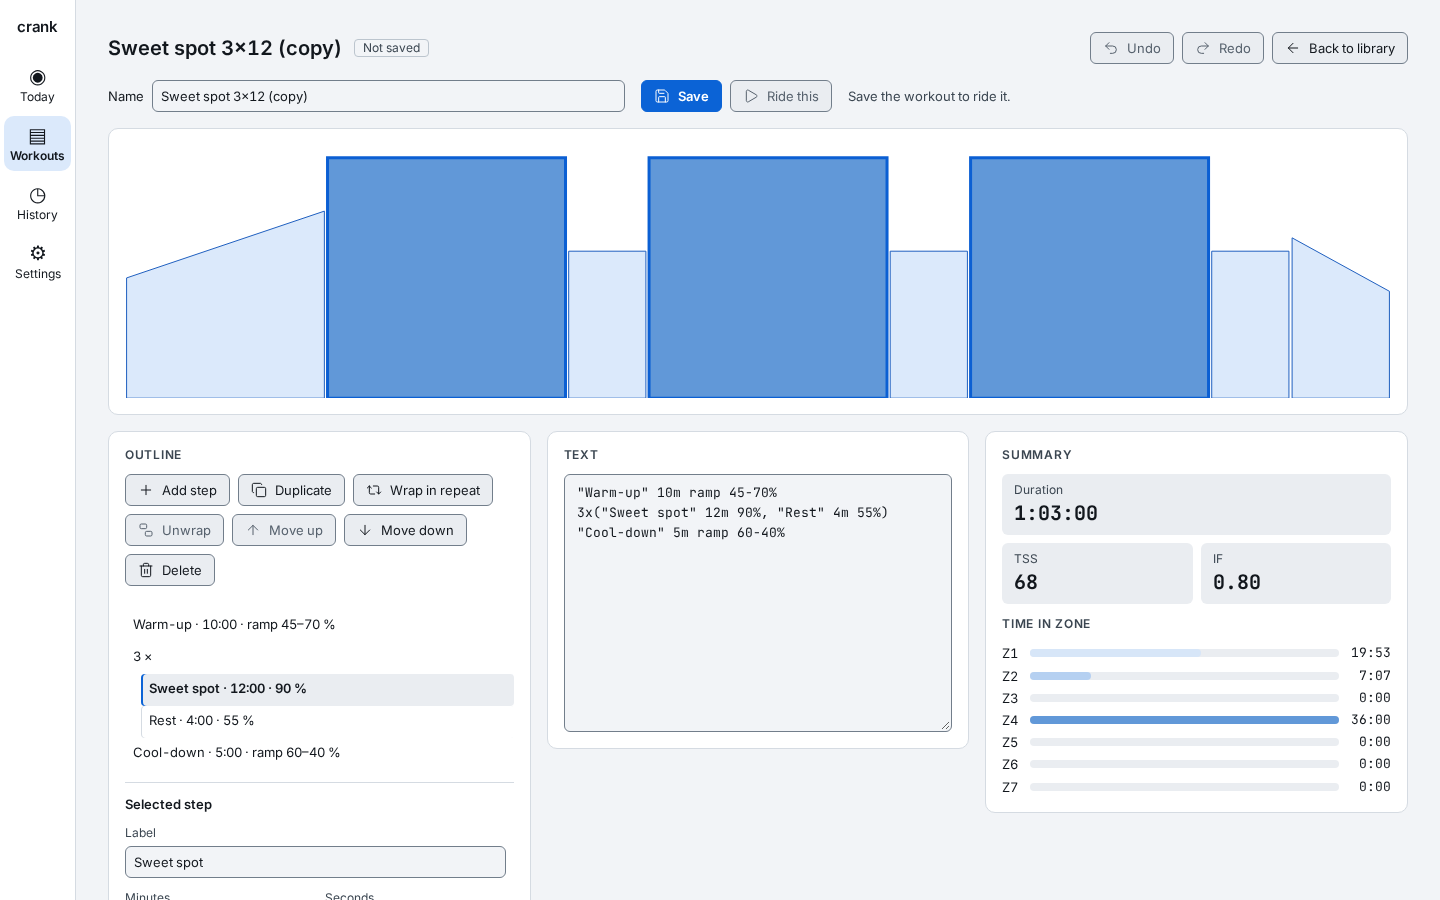 crank
Today
Workouts
History
Settings
Sweet spot 3×12 (copy)
Not saved
Undo
Redo
Back to library
Name
Sweet spot 3×12 (copy)
Save
Ride this
Save the workout to ride it.
OUTLINE
Add step
Duplicate
Wrap in repeat
Unwrap
Move up
Move down
Delete
Warm-up · 10:00 · ramp 45–70 %
3 ×
Sweet spot · 12:00 · 90 %
Rest · 4:00 · 55 %
Cool-down · 5:00 · ramp 60–40 %
Selected step
Label
Sweet spot
Minutes
Seconds
TEXT
"Warm-up" 10m ramp 45-70%
3x("Sweet spot" 12m 90%, "Rest" 4m 55%)
"Cool-down" 5m ramp 60-40%
SUMMARY
Duration
1:03:00
TSS
68
IF
0.80
TIME IN ZONE
Z1 19:53
Z2 7:07
Z3 0:00
Z4 36:00
Z5 0:00
Z6 0:00
Z7 0:00